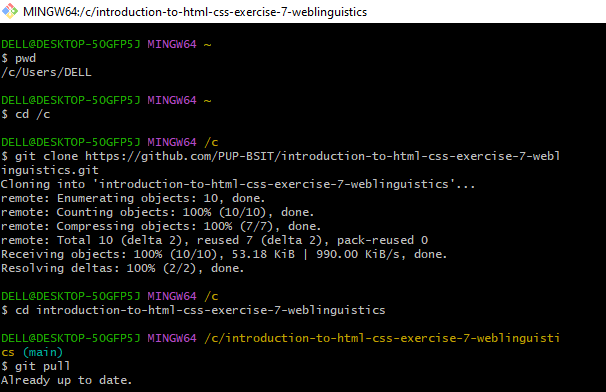 MINGW64:/c/introduction-to-html-css-exercise-7-weblinguistics
DELL@DESKTOP-5OGFP5J MINGW64 ~
$ pwd
/c/Users/DELL
DELL@DESKTOP-5OGFP5J MINGW64 ~
$ cd /c
DELL@DESKTOP-5OGFP5J MINGW64 /c
$ git clone https://github.com/PUP-BSIT/introduction-to-html-css-exercise-7-webl
inguistics.git
Cloning into 'introduction-to-html-css-exercise-7-weblinguistics'...
remote: Enumerating objects: 10, done.
remote: Counting objects: 100% (10/10), done.
remote: Compressing objects: 100% (7/7), done.
remote: Total 10 (delta 2), reused 7 (delta 2), pack-reused 0
Receiving objects: 100% (10/10), 53.18 KiB | 990.00 KiB/s, done.
Resolving deltas: 100% (2/2), done.
DELL@DESKTOP-5OGFP5J MINGW64 /c
$ cd introduction-to-html-css-exercise-7-weblinguistics
DELL@DESKTOP-5OGFP5J MINGW64 /c/introduction-to-html-css-exercise-7-weblinguisti
cs (main)
$ git pull
Already up to date.